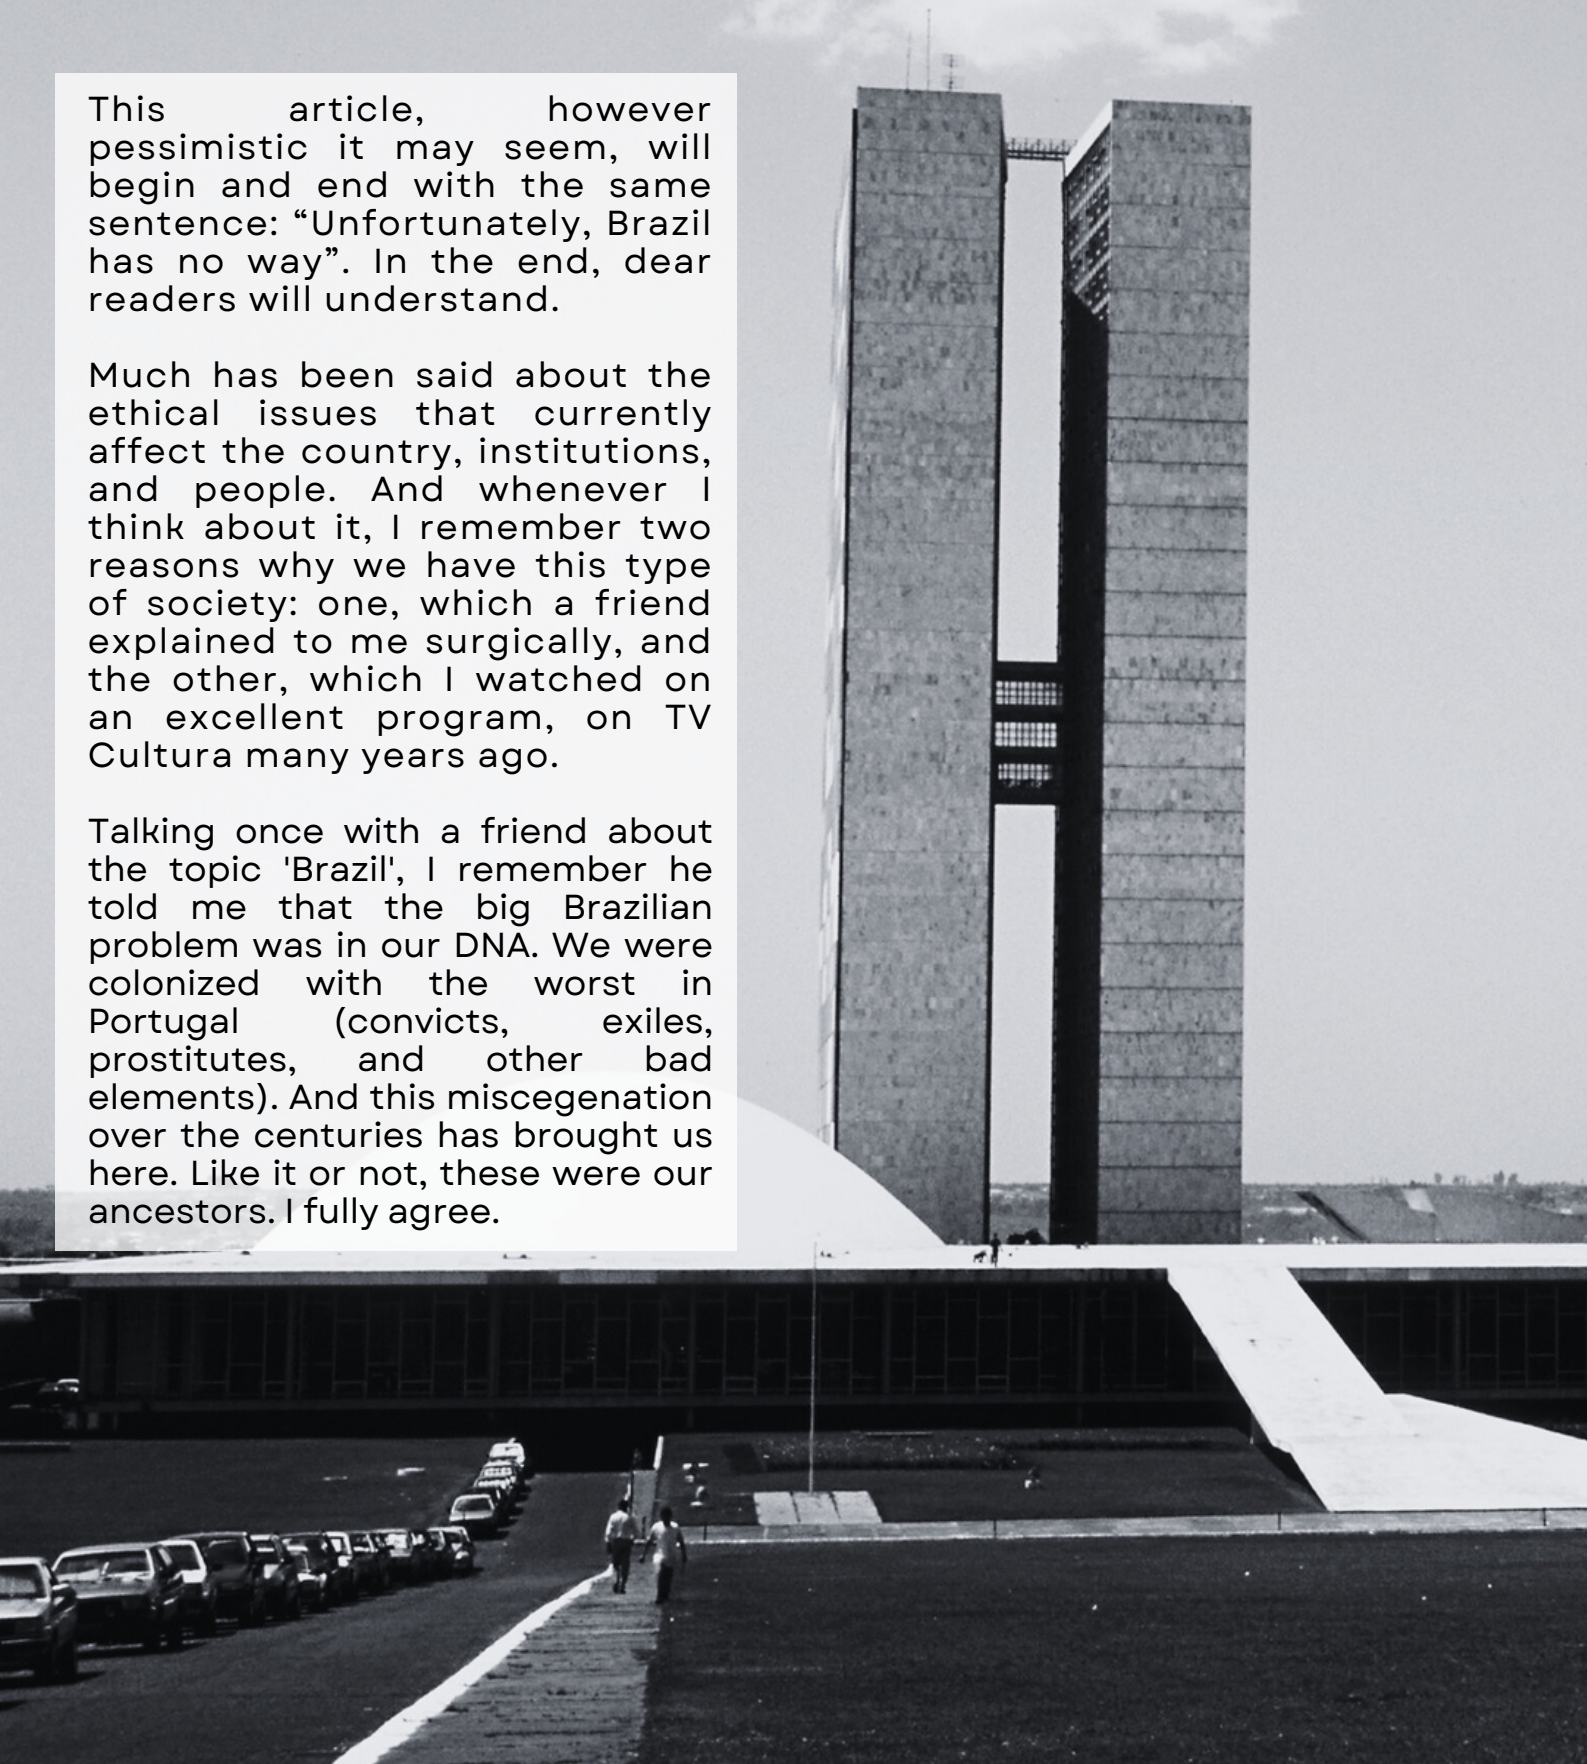 This article, however
pessimistic it may seem, will
begin and end with the same
sentence: “Unfortunately, Brazil
has no way”. In the end, dear
readers will understand.
Much has been said about the
ethical issues that currently
affect the country, institutions,
and people. And whenever I
think about it, I remember two
reasons why we have this type
of society: one, which a friend
explained to me surgically, and
the other, which I watched on
an excellent program, on TV
Cultura many years ago.
Talking once with a friend about
the topic 'Brazil', I remember he
told me that the big Brazilian
problem was in our DNA. We were
colonized with the worst in
Portugal (convicts, exiles,
prostitutes, and other bad
elements). And this miscegenation
over the centuries has brought us
here. Like it or not, these were our
ancestors. I fully agree.